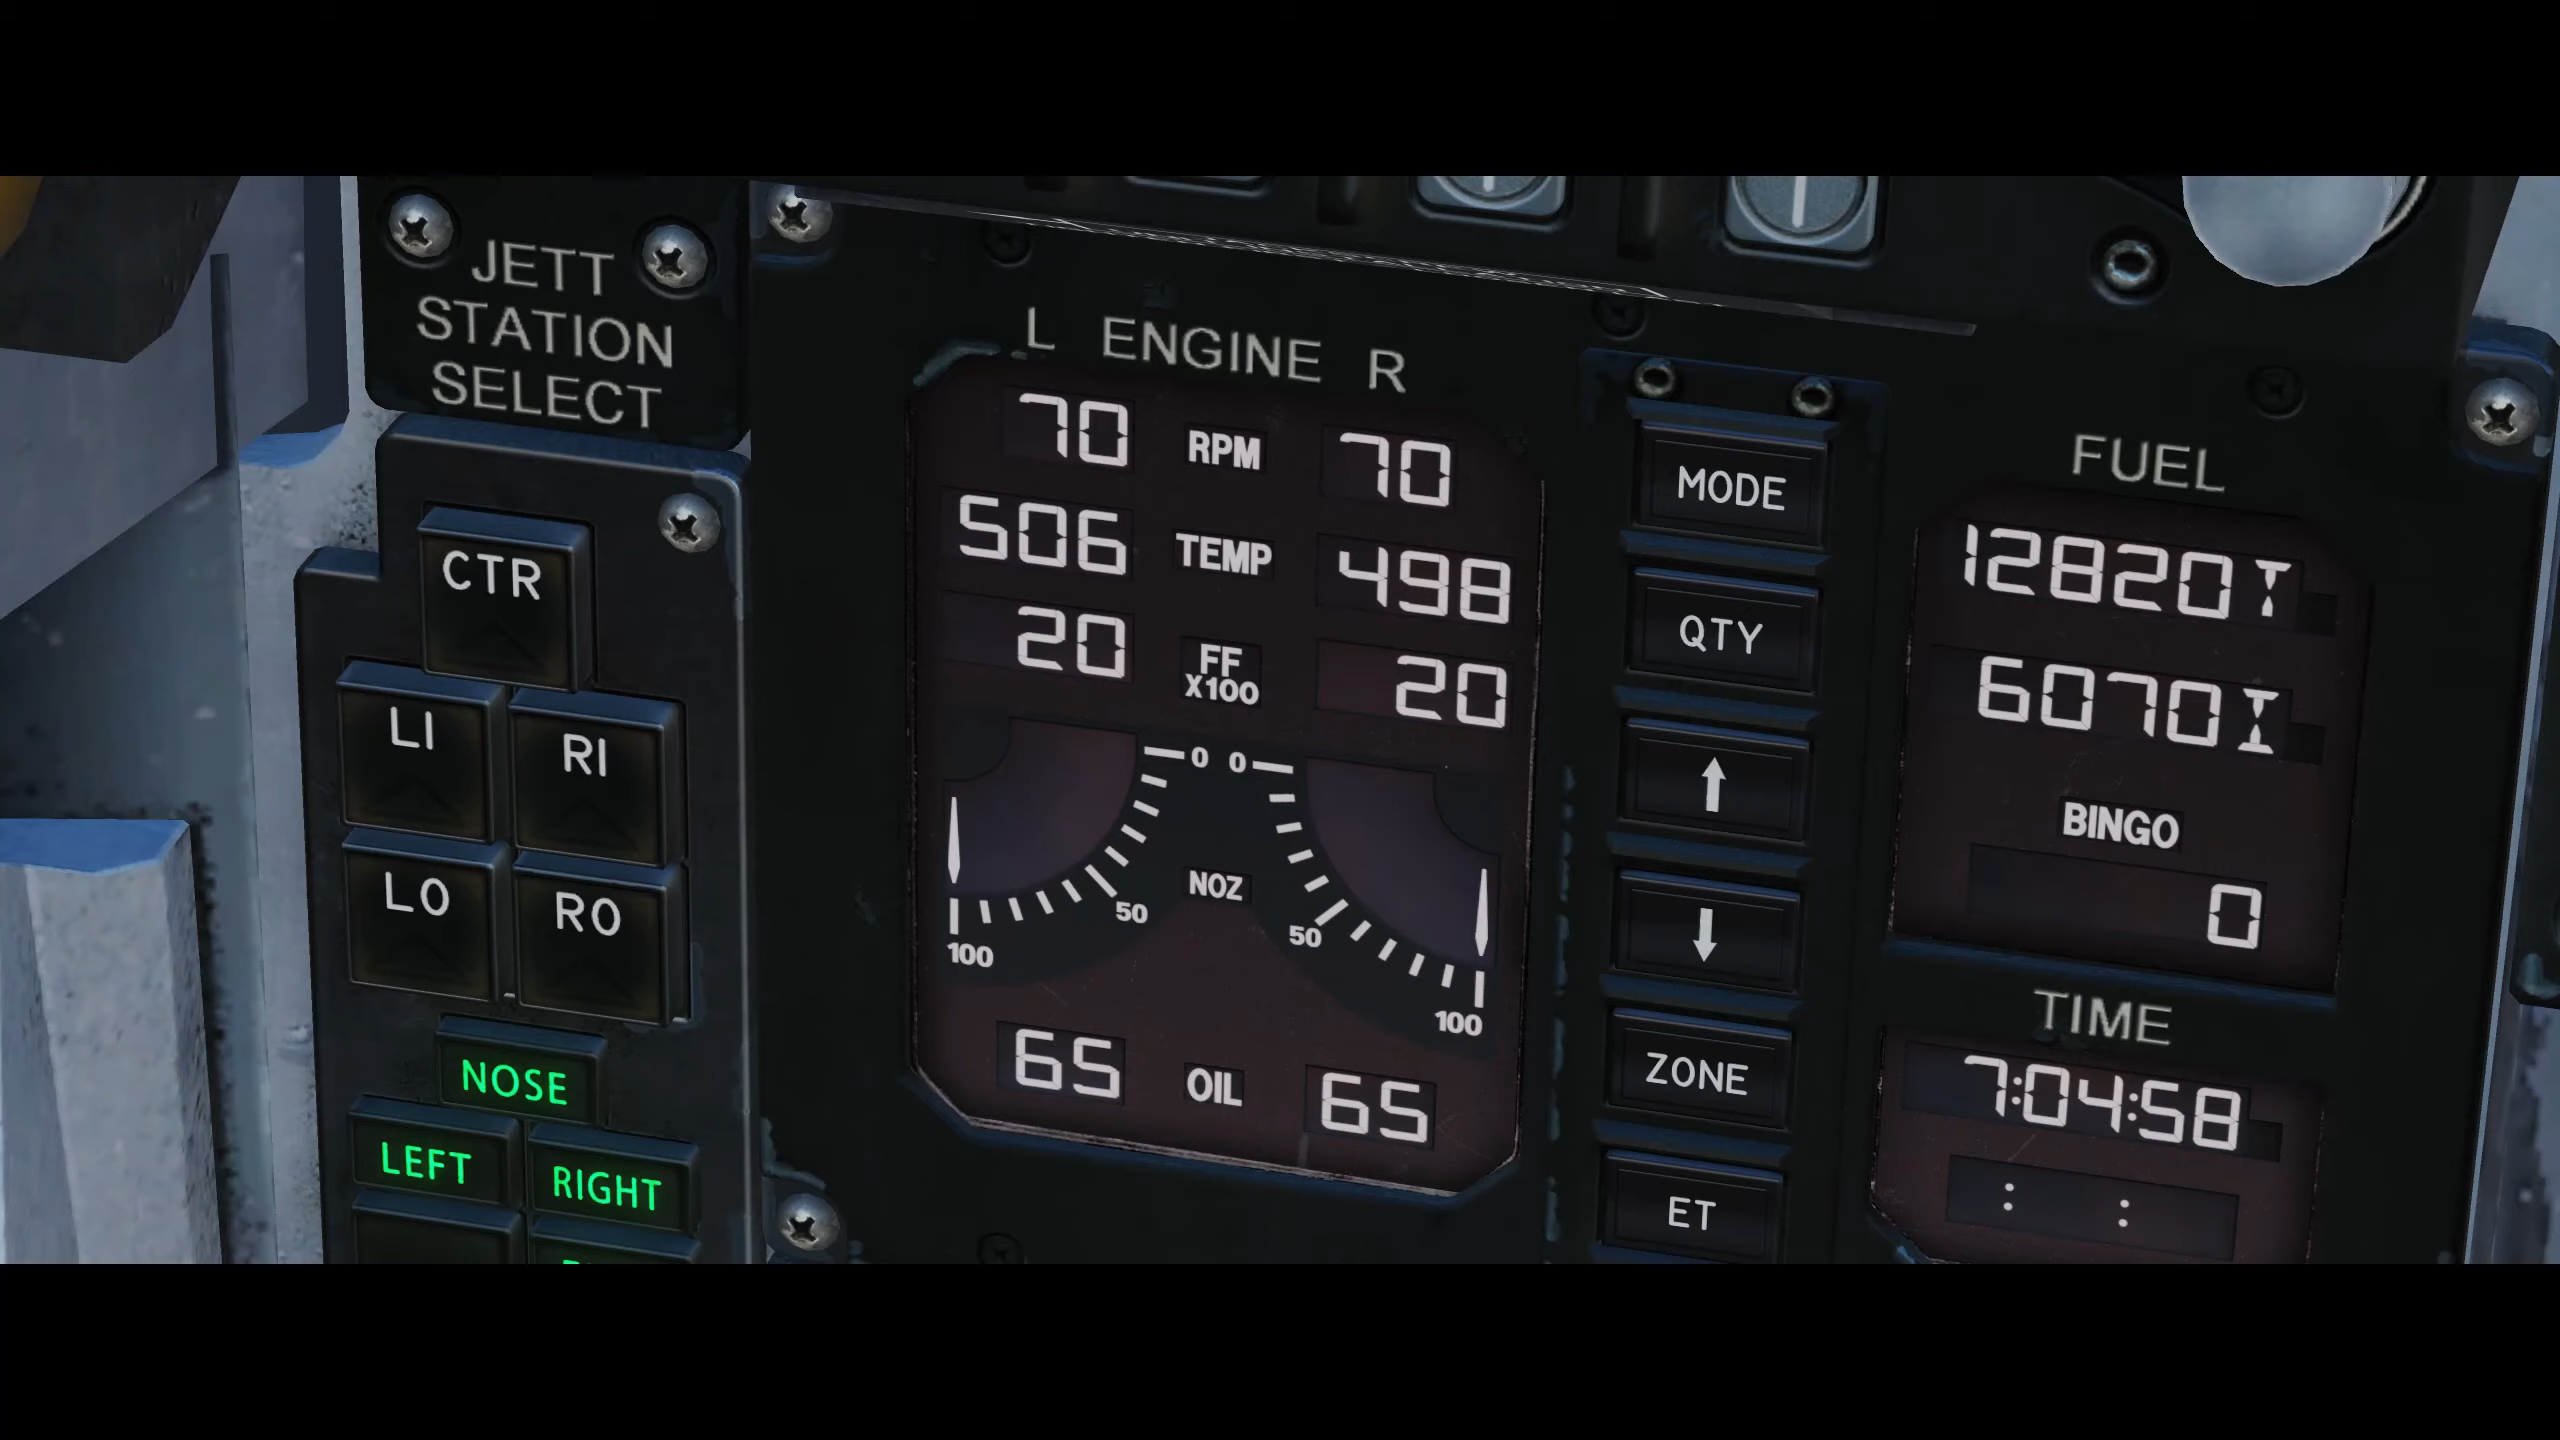 JETT
STATION
SELECT
CTR
LI RI
LO RO
NOSE
LEFT RIGHT
L ENGINE R
70 RPM 70
506 TEMP 498
20 FF X100 20
0 0
50 NOZ 50
100 100
65 OIL 65
MODE
QTY
↑
↓
ZONE
ET
FUEL
12820 T
6070 I
BINGO
0
TIME
7:04:58
: :